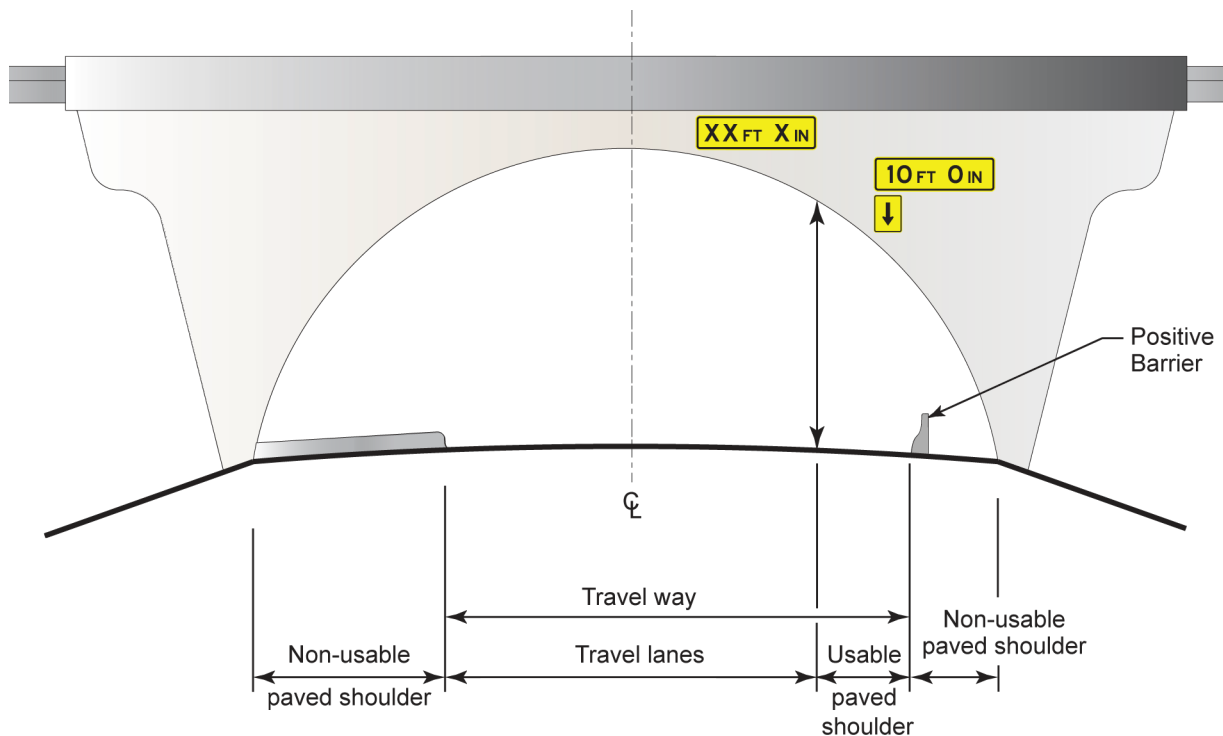 XX FT X IN
10 FT 0 IN
↓
Positive
Barrier
℄
Travel way
Non-usable
paved shoulder
Travel lanes
Usable
paved
shoulder
Non-usable
paved shoulder